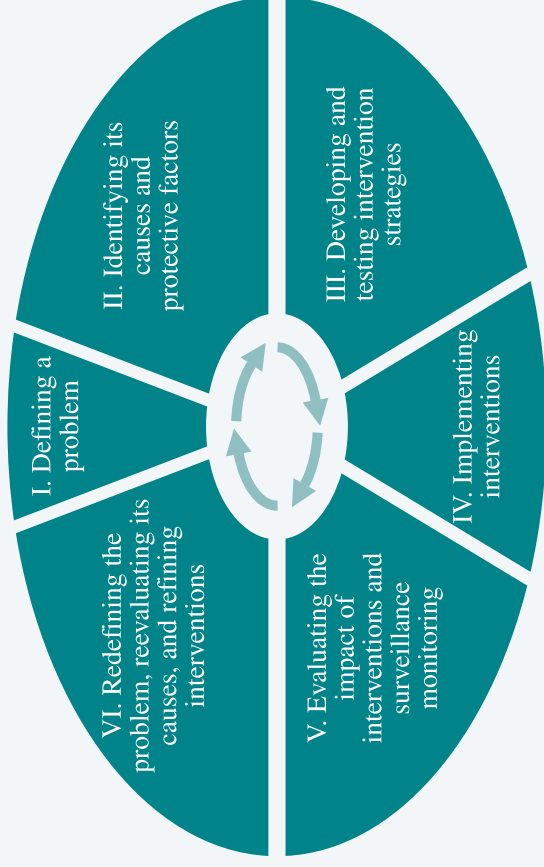 I. Defining a
problem
II. Identifying its
causes and
protective factors
III. Developing and
testing intervention
strategies
IV. Implementing
interventions
V. Evaluating the
impact of
interventions and
surveillance
monitoring
VI. Redefining the
problem, reevaluating its
causes, and refining
interventions